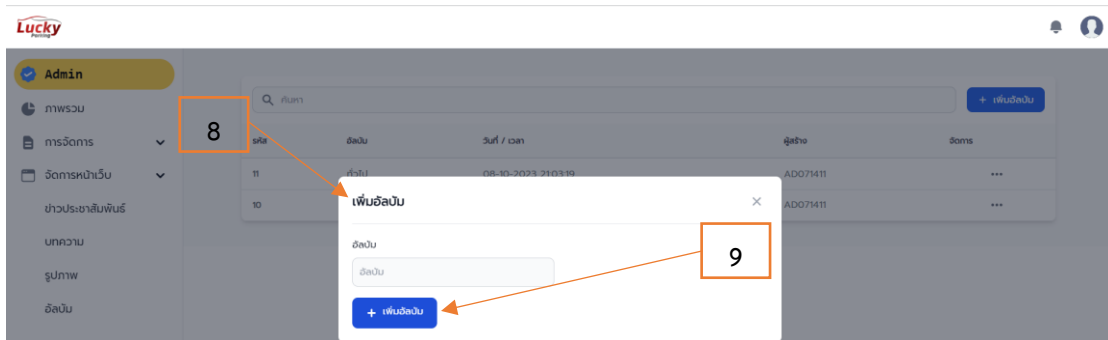 Lucky
Parking
Admin
ภาพรวม
การจัดการ
จัดการหน้าเว็บ
ข่าวประชาสัมพันธ์
บทความ
รูปภาพ
อัลบัม
ค้นหา
+ เพิ่มอัลบัม
รหัส อัลบัม วันที่ / เวลา ผู้สร้าง จัดการ
11 ทั่วไป 08-10-2023 21:03:19 AD071411 •••
10 AD071411 •••
8
เพิ่มอัลบัม ×
อัลบัม
อัลบัม
+ เพิ่มอัลบัม
9